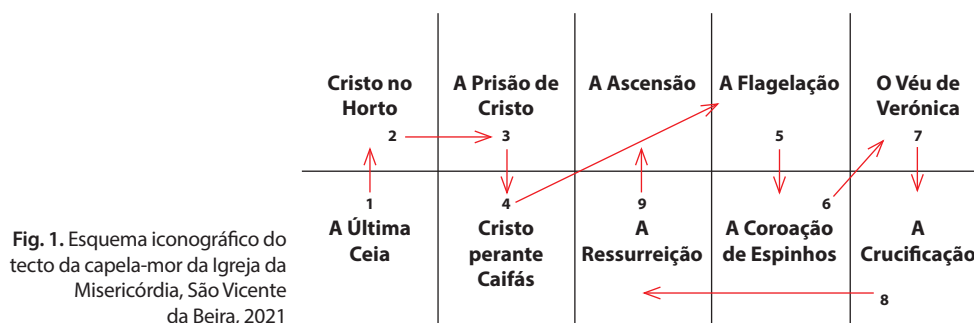 Cristo no
Horto
A Prisão de
Cristo
A Ascensão
A Flagelação
O Véu de
Verónica
2
3
5
7
1
4
9
6
A Última
Ceia
Cristo
perante
Caifás
A
Ressurreição
A Coroação
de Espinhos
A
Crucificação
8
Fig. 1. Esquema iconográfico do
tecto da capela-mor da Igreja da
Misericórdia, São Vicente
da Beira, 2021